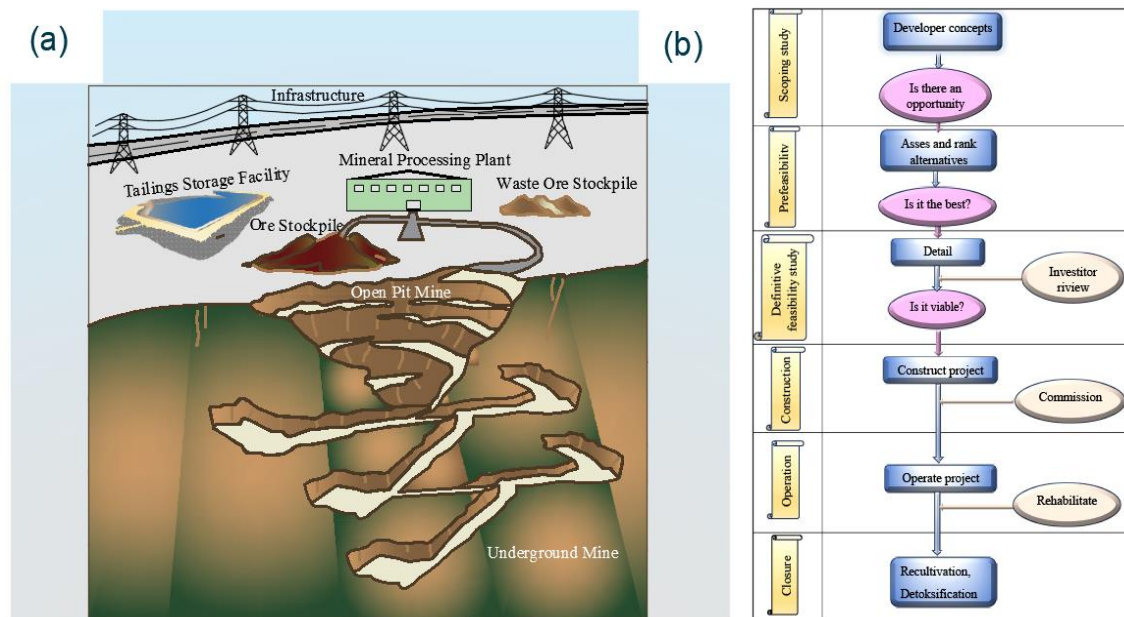 (a)
Infrastructure
Mineral Processing Plant
Tailings Storage Facility
Waste Ore Stockpile
Ore Stockpile
Open Pit Mine
Underground Mine
(b)
Scoping study
Developer concepts
Is there an
opportunity
Prefeasibility
Asses and rank
alternatives
Is it the best?
Definitive
feasibility study
Detail
Investitor
riview
Is it viable?
Construction
Construct project
Commission
Operation
Operate project
Rehabilitate
Closure
Recultivation,
Detoksification